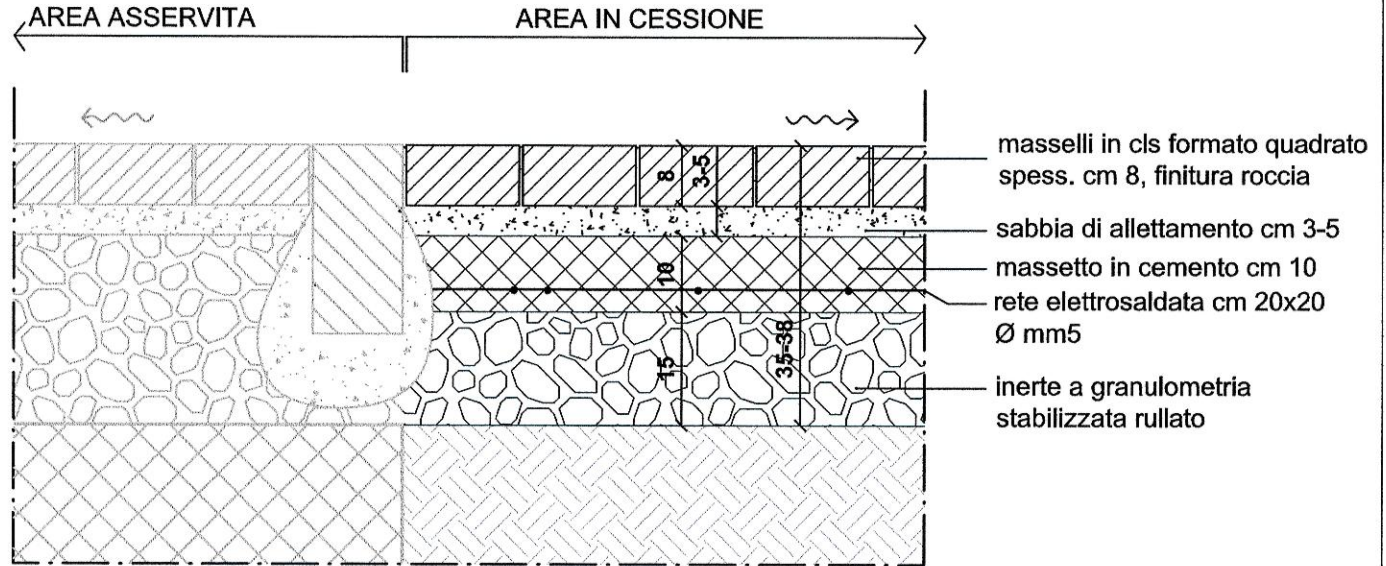 AREA ASSERVITA
AREA IN CESSIONE
masselli in cls formato quadrato
spess. cm 8, finitura roccia
sabbia di allettamento cm 3-5
massetto in cemento cm 10
rete elettrosaldata cm 20x20
Ø mm5
inerte a granulometria
stabilizzata rullato
8
3-5
10
15
35-38